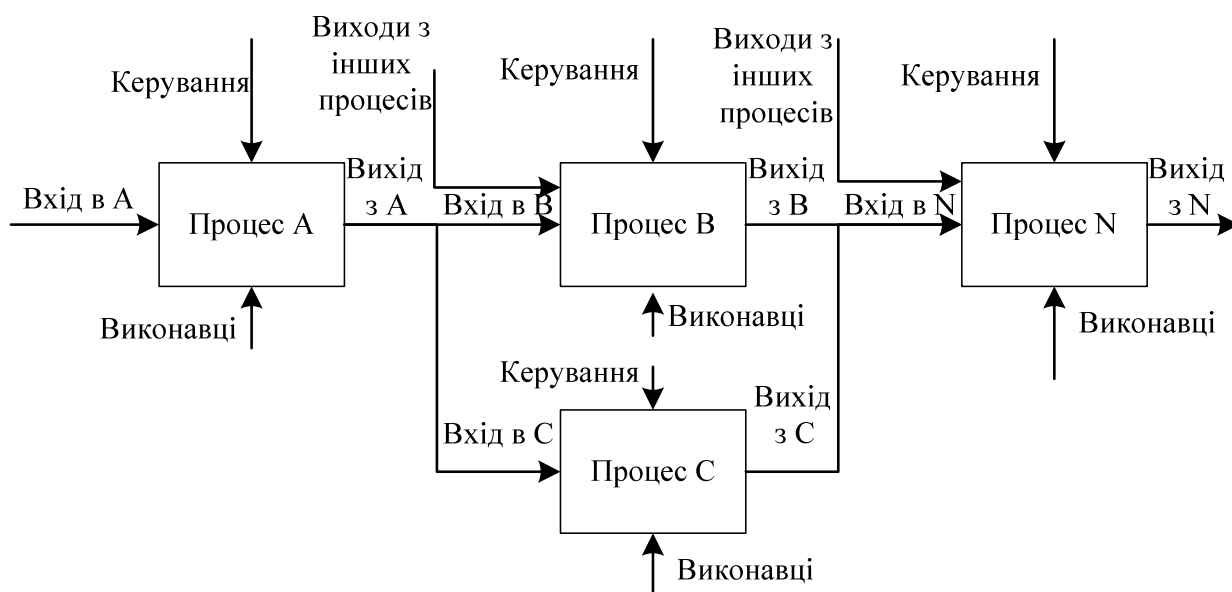 Керування
Виходи з
інших
процесів
Керування
Виходи з
інших
процесів
Керування
Вхід в А
Процес А
Вихід
з А
Вхід в В
Процес В
Вихід
з В
Вхід в N
Процес N
Вихід
з N
Виконавці
Виконавці
Виконавці
Керування
Вхід в С
Процес С
Вихід
з С
Виконавці